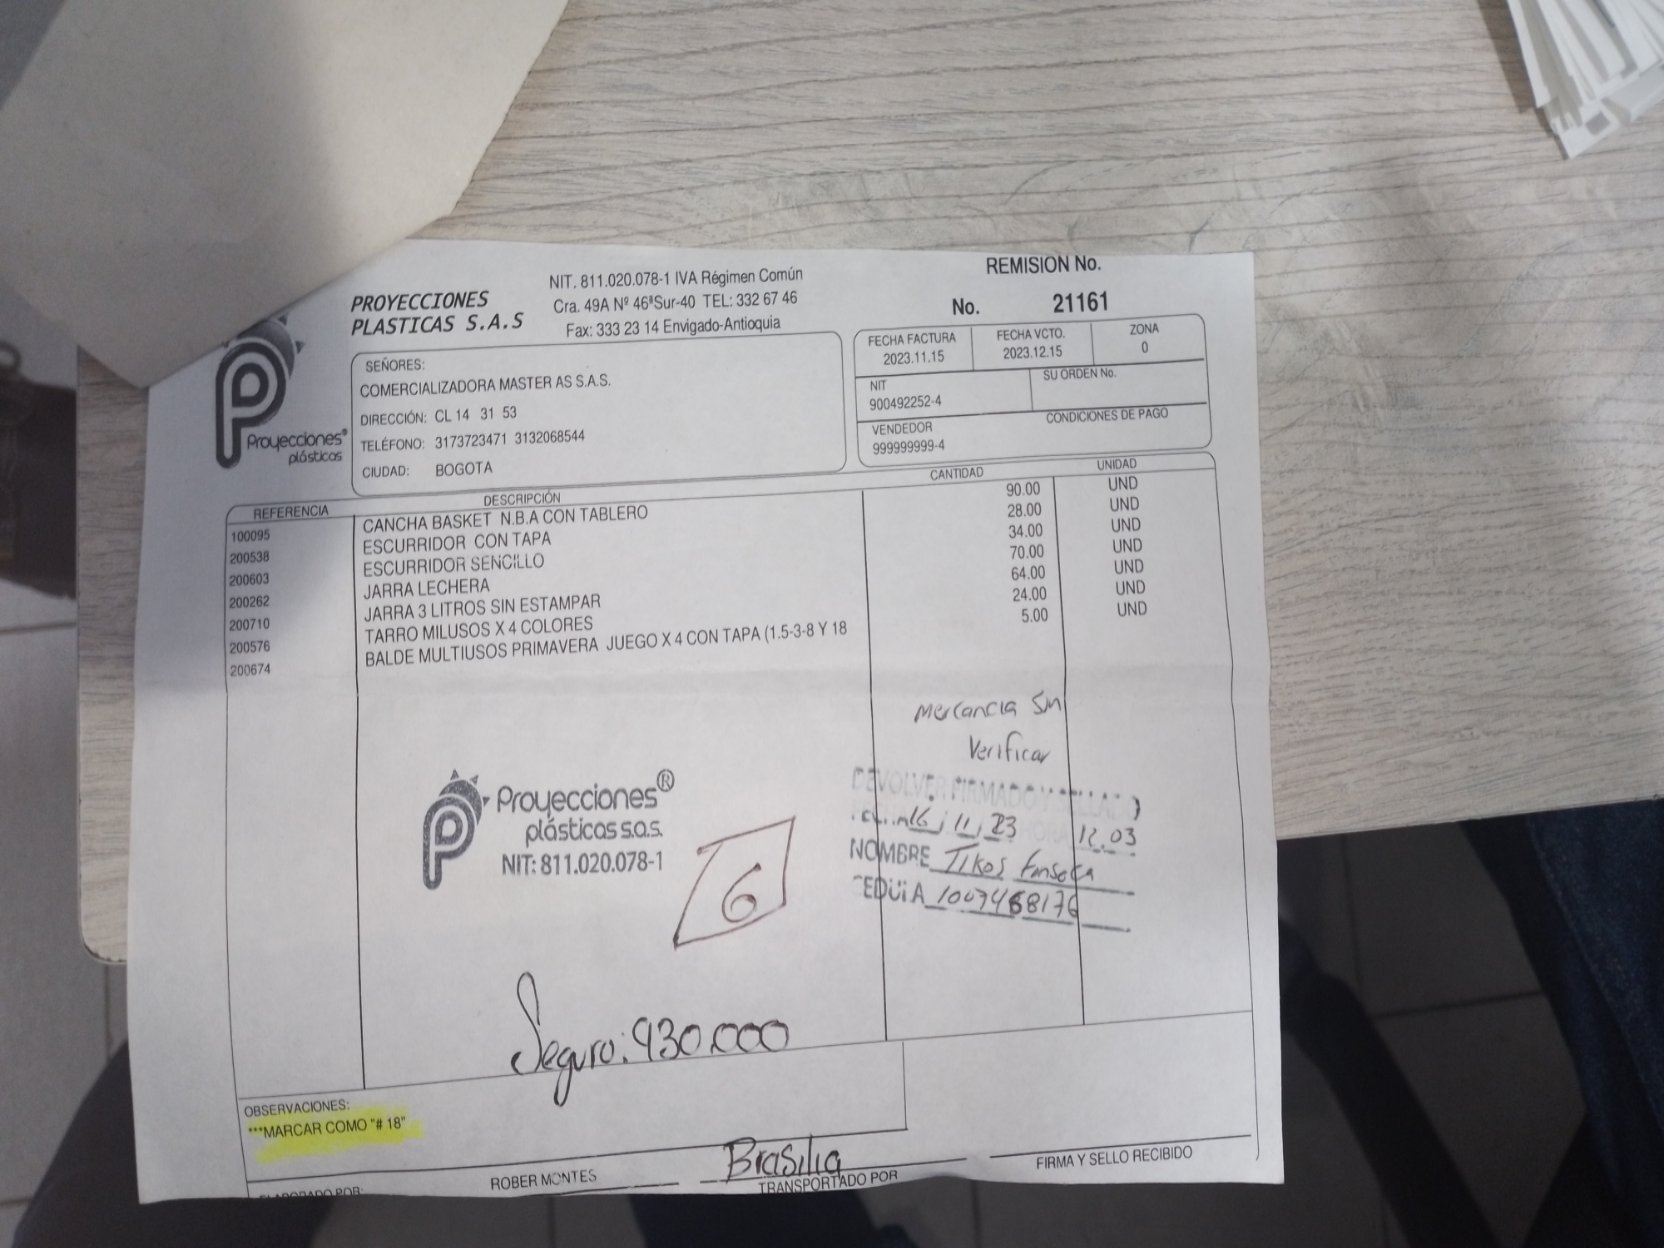 PROYECCIONES
PLASTICAS S.A.S
NIT. 811.020.078-1 IVA Régimen Común
Cra. 49A Nº 46ªSur-40 TEL: 332 67 46
Fax: 333 23 14 Envigado-Antioquia
REMISION No.
No. 21161
Proyecciones®
plásticas
SEÑORES:
COMERCIALIZADORA MASTER AS S.A.S.
DIRECCIÓN: CL 14 31 53
TELÉFONO: 3173723471 3132068544
CIUDAD: BOGOTA
FECHA FACTURA FECHA VCTO. ZONA
2023.11.15 2023.12.15 0
NIT SU ORDEN No.
900492252-4
VENDEDOR CONDICIONES DE PAGO
999999999-4
REFERENCIA DESCRIPCIÓN CANTIDAD UNIDAD
100095 CANCHA BASKET N.B.A CON TABLERO 90.00 UND
200538 ESCURRIDOR CON TAPA 28.00 UND
200603 ESCURRIDOR SENCILLO 34.00 UND
200262 JARRA LECHERA 70.00 UND
200710 JARRA 3 LITROS SIN ESTAMPAR 64.00 UND
200576 TARRO MILUSOS X 4 COLORES 24.00 UND
200674 BALDE MULTIUSOS PRIMAVERA JUEGO X 4 CON TAPA (1.5-3-8 Y 18 5.00 UND
Mercancia Sin
Verificar
DEVOLVER FIRMADO Y SELLADO
16 / 11 / 23 HORA 12:03
NOMBRE
CEDULA
Proyecciones®
plásticas s.a.s.
NIT: 811.020.078-1
6
Seguro: 930.000
OBSERVACIONES:
***MARCAR COMO "# 18"
ELABORADO POR: ROBER MONTES
Brasilia
TRANSPORTADO POR
FIRMA Y SELLO RECIBIDO